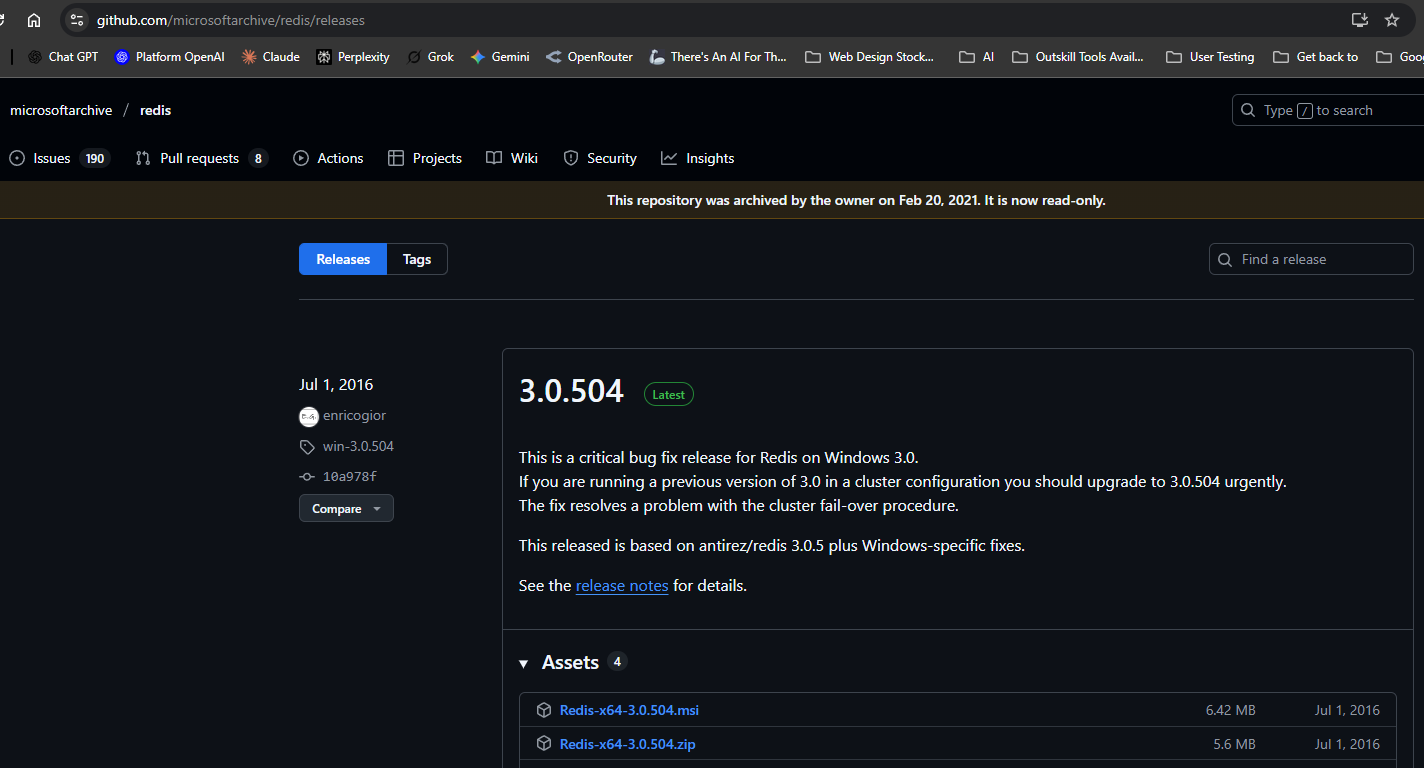 github.com/microsoftarchive/redis/releases
Chat GPT Platform OpenAI Claude Perplexity Grok Gemini OpenRouter There's An AI For Th... Web Design Stock... AI Outskill Tools Avail... User Testing Get back to Goog
microsoftarchive / redis
Type / to search
Issues 190 Pull requests 8 Actions Projects Wiki Security Insights
This repository was archived by the owner on Feb 20, 2021. It is now read-only.
Releases Tags
Find a release
Jul 1, 2016
E.G. enricogior
win-3.0.504
10a978f
Compare
3.0.504 Latest
This is a critical bug fix release for Redis on Windows 3.0.
If you are running a previous version of 3.0 in a cluster configuration you should upgrade to 3.0.504 urgently.
The fix resolves a problem with the cluster fail-over procedure.
This released is based on antirez/redis 3.0.5 plus Windows-specific fixes.
See the release notes for details.
Assets 4
Redis-x64-3.0.504.msi 6.42 MB Jul 1, 2016
Redis-x64-3.0.504.zip 5.6 MB Jul 1, 2016